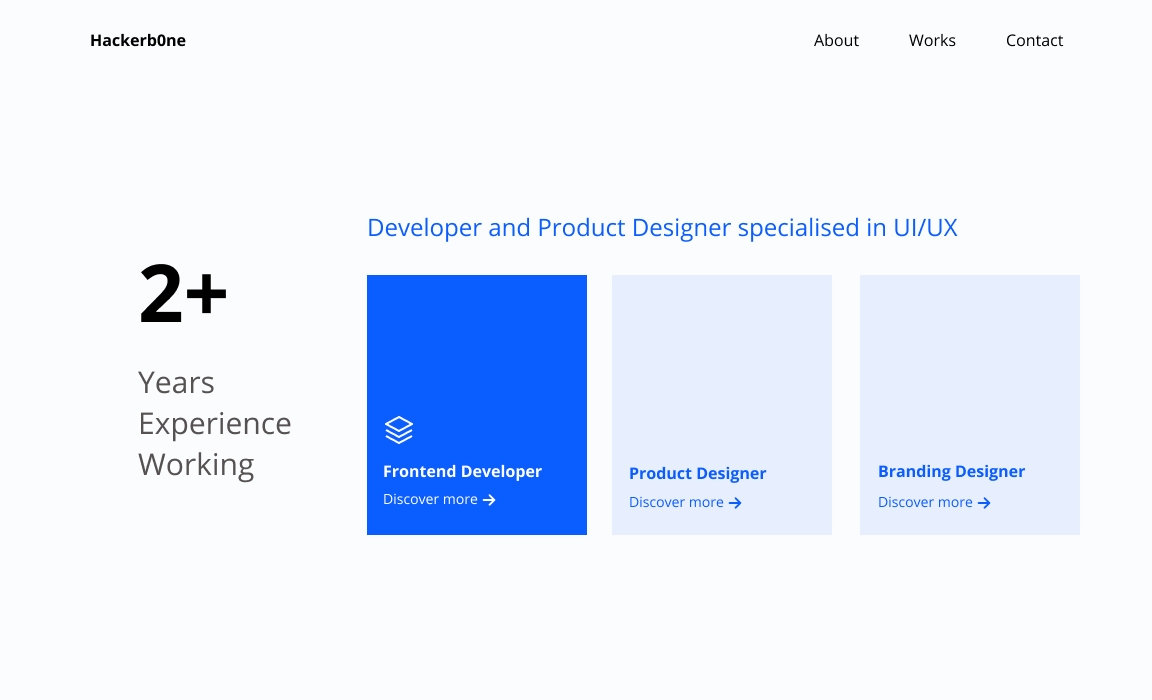 Hackerb0ne
About
Works
Contact
Developer and Product Designer specialised in UI/UX
2+
Years
Experience
Working
Frontend Developer
Discover more →
Product Designer
Discover more →
Branding Designer
Discover more →